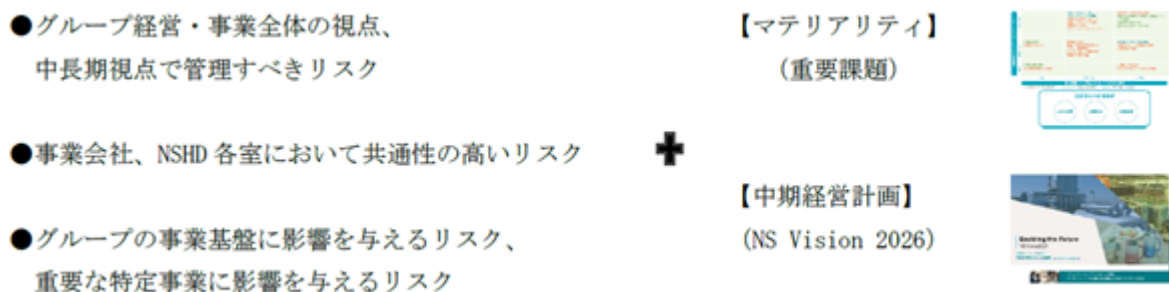 ●グループ経営・事業全体の視点、
中長期視点で管理すべきリスク
●事業会社、NSHD 各室において共通性の高いリスク
●グループの事業基盤に影響を与えるリスク、
重要な特定事業に影響を与えるリスク
【マテリアリティ】
(重要課題)
【中期経営計画】
(NS Vision 2026)